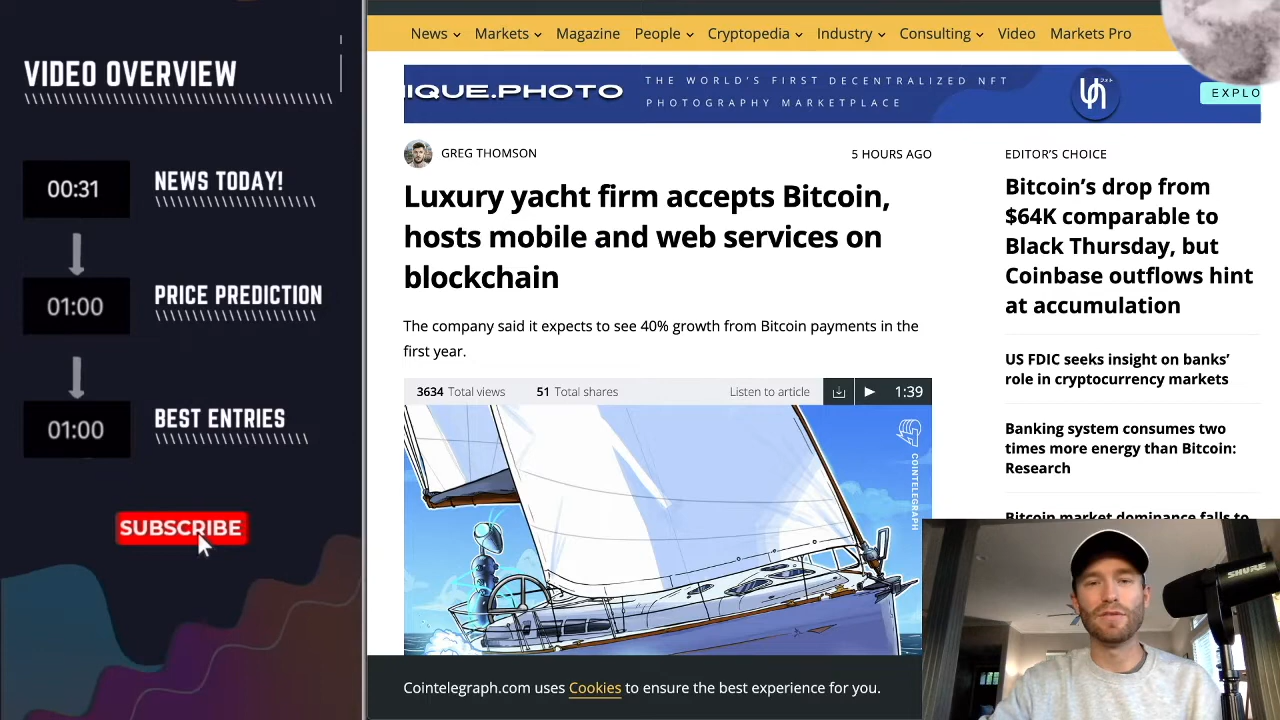 VIDEO OVERVIEW
00:31
NEWS TODAY!
01:00
PRICE PREDICTION
01:00
BEST ENTRIES
SUBSCRIBE
News
Markets
Magazine
People
Cryptopedia
Industry
Consulting
Video
Markets Pro
IQUE.PHOTO
THE WORLD'S FIRST DECENTRALIZED NFT
PHOTOGRAPHY MARKETPLACE
EXPLO
GREG THOMSON
5 HOURS AGO
Luxury yacht firm accepts Bitcoin,
hosts mobile and web services on
blockchain
The company said it expects to see 40% growth from Bitcoin payments in the
first year.
3634 Total views
51 Total shares
Listen to article
1:39
COINTELEGRAPH
EDITOR’S CHOICE
Bitcoin’s drop from
$64K comparable to
Black Thursday, but
Coinbase outflows hint
at accumulation
US FDIC seeks insight on banks’
role in cryptocurrency markets
Banking system consumes two
times more energy than Bitcoin:
Research
Bitcoin market dominance falls to
SHURE
Cointelegraph.com uses Cookies to ensure the best experience for you.